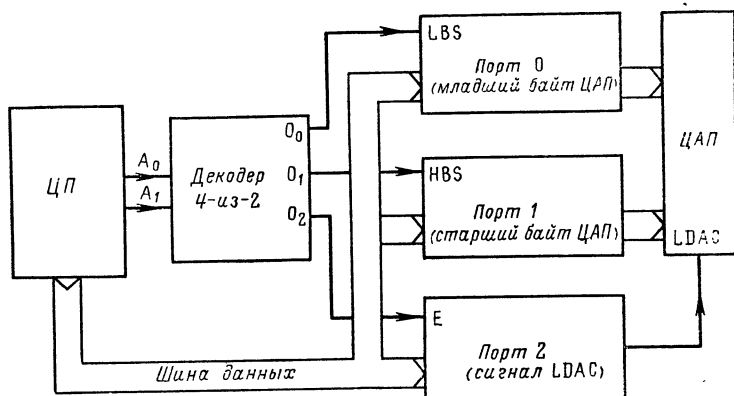 LBS
Порт 0
(младший байт ЦАП)
ЦП
A0
A1
Декодер
4-из-2
O0
O1
O2
HBS
Порт 1
(старший байт ЦАП)
ЦАП
LDAC
E
Порт 2
(сигнал LDAC)
Шина данных